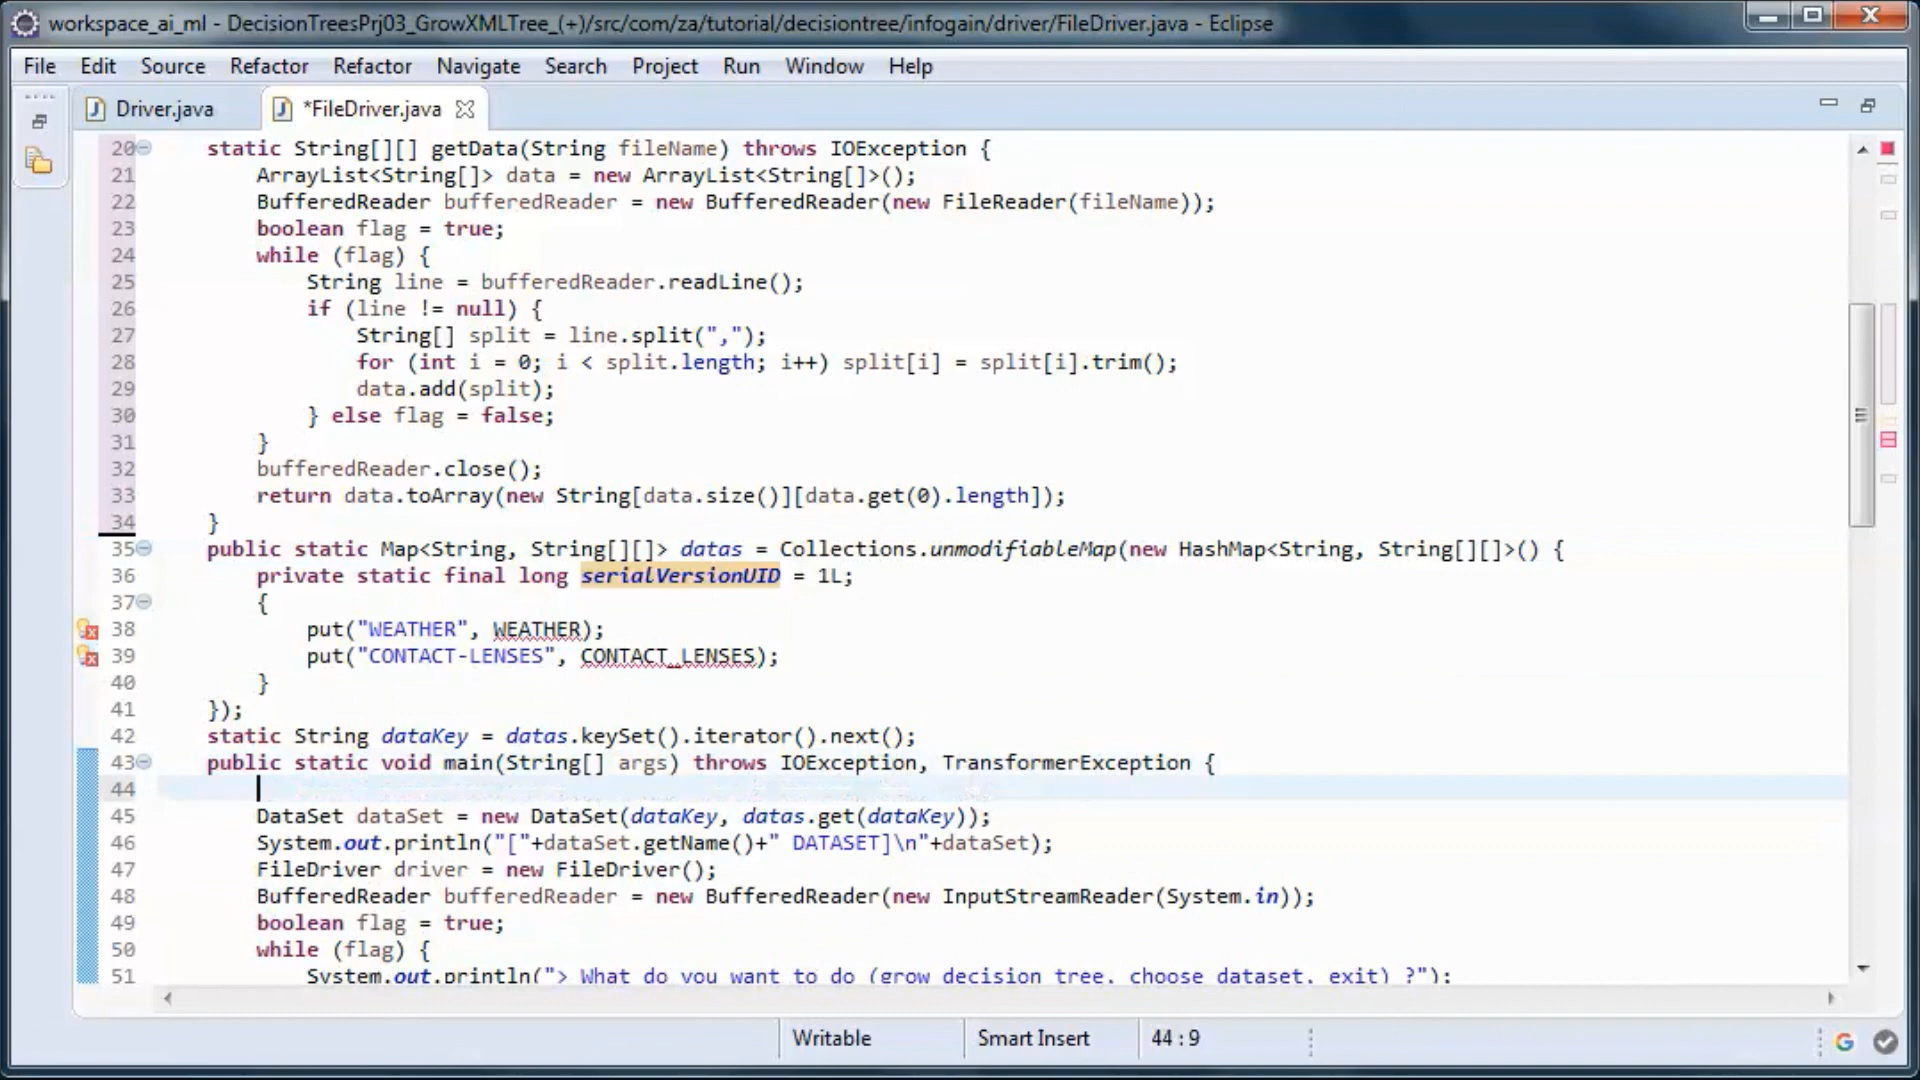 workspace_ai_ml - DecisionTreesPrj03_GrowXMLTree_(+)/src/com/za/tutorial/decisiontree/infogain/driver/FileDriver.java - Eclipse
File Edit Source Refactor Refactor Navigate Search Project Run Window Help
Driver.java *FileDriver.java
20 static String[][] getData(String fileName) throws IOException {
21 ArrayList<String[]> data = new ArrayList<String[]>();
22 BufferedReader bufferedReader = new BufferedReader(new FileReader(fileName));
23 boolean flag = true;
24 while (flag) {
25 String line = bufferedReader.readLine();
26 if (line != null) {
27 String[] split = line.split(",");
28 for (int i = 0; i < split.length; i++) split[i] = split[i].trim();
29 data.add(split);
30 } else flag = false;
31 }
32 bufferedReader.close();
33 return data.toArray(new String[data.size()][data.get(0).length]);
34 }
35 public static Map<String, String[][]> datas = Collections.unmodifiableMap(new HashMap<String, String[][]>() {
36 private static final long serialVersionUID = 1L;
37 {
38 put("WEATHER", WEATHER);
39 put("CONTACT-LENSES", CONTACT_LENSES);
40 }
41 });
42 static String dataKey = datas.keySet().iterator().next();
43 public static void main(String[] args) throws IOException, TransformerException {
44
45 DataSet dataSet = new DataSet(dataKey, datas.get(dataKey));
46 System.out.println("["+dataSet.getName()+" DATASET]\n"+dataSet);
47 FileDriver driver = new FileDriver();
48 BufferedReader bufferedReader = new BufferedReader(new InputStreamReader(System.in));
49 boolean flag = true;
50 while (flag) {
51 System.out.println("> What do you want to do (grow decision tree, choose dataset, exit) ?");
Writable Smart Insert 44 : 9